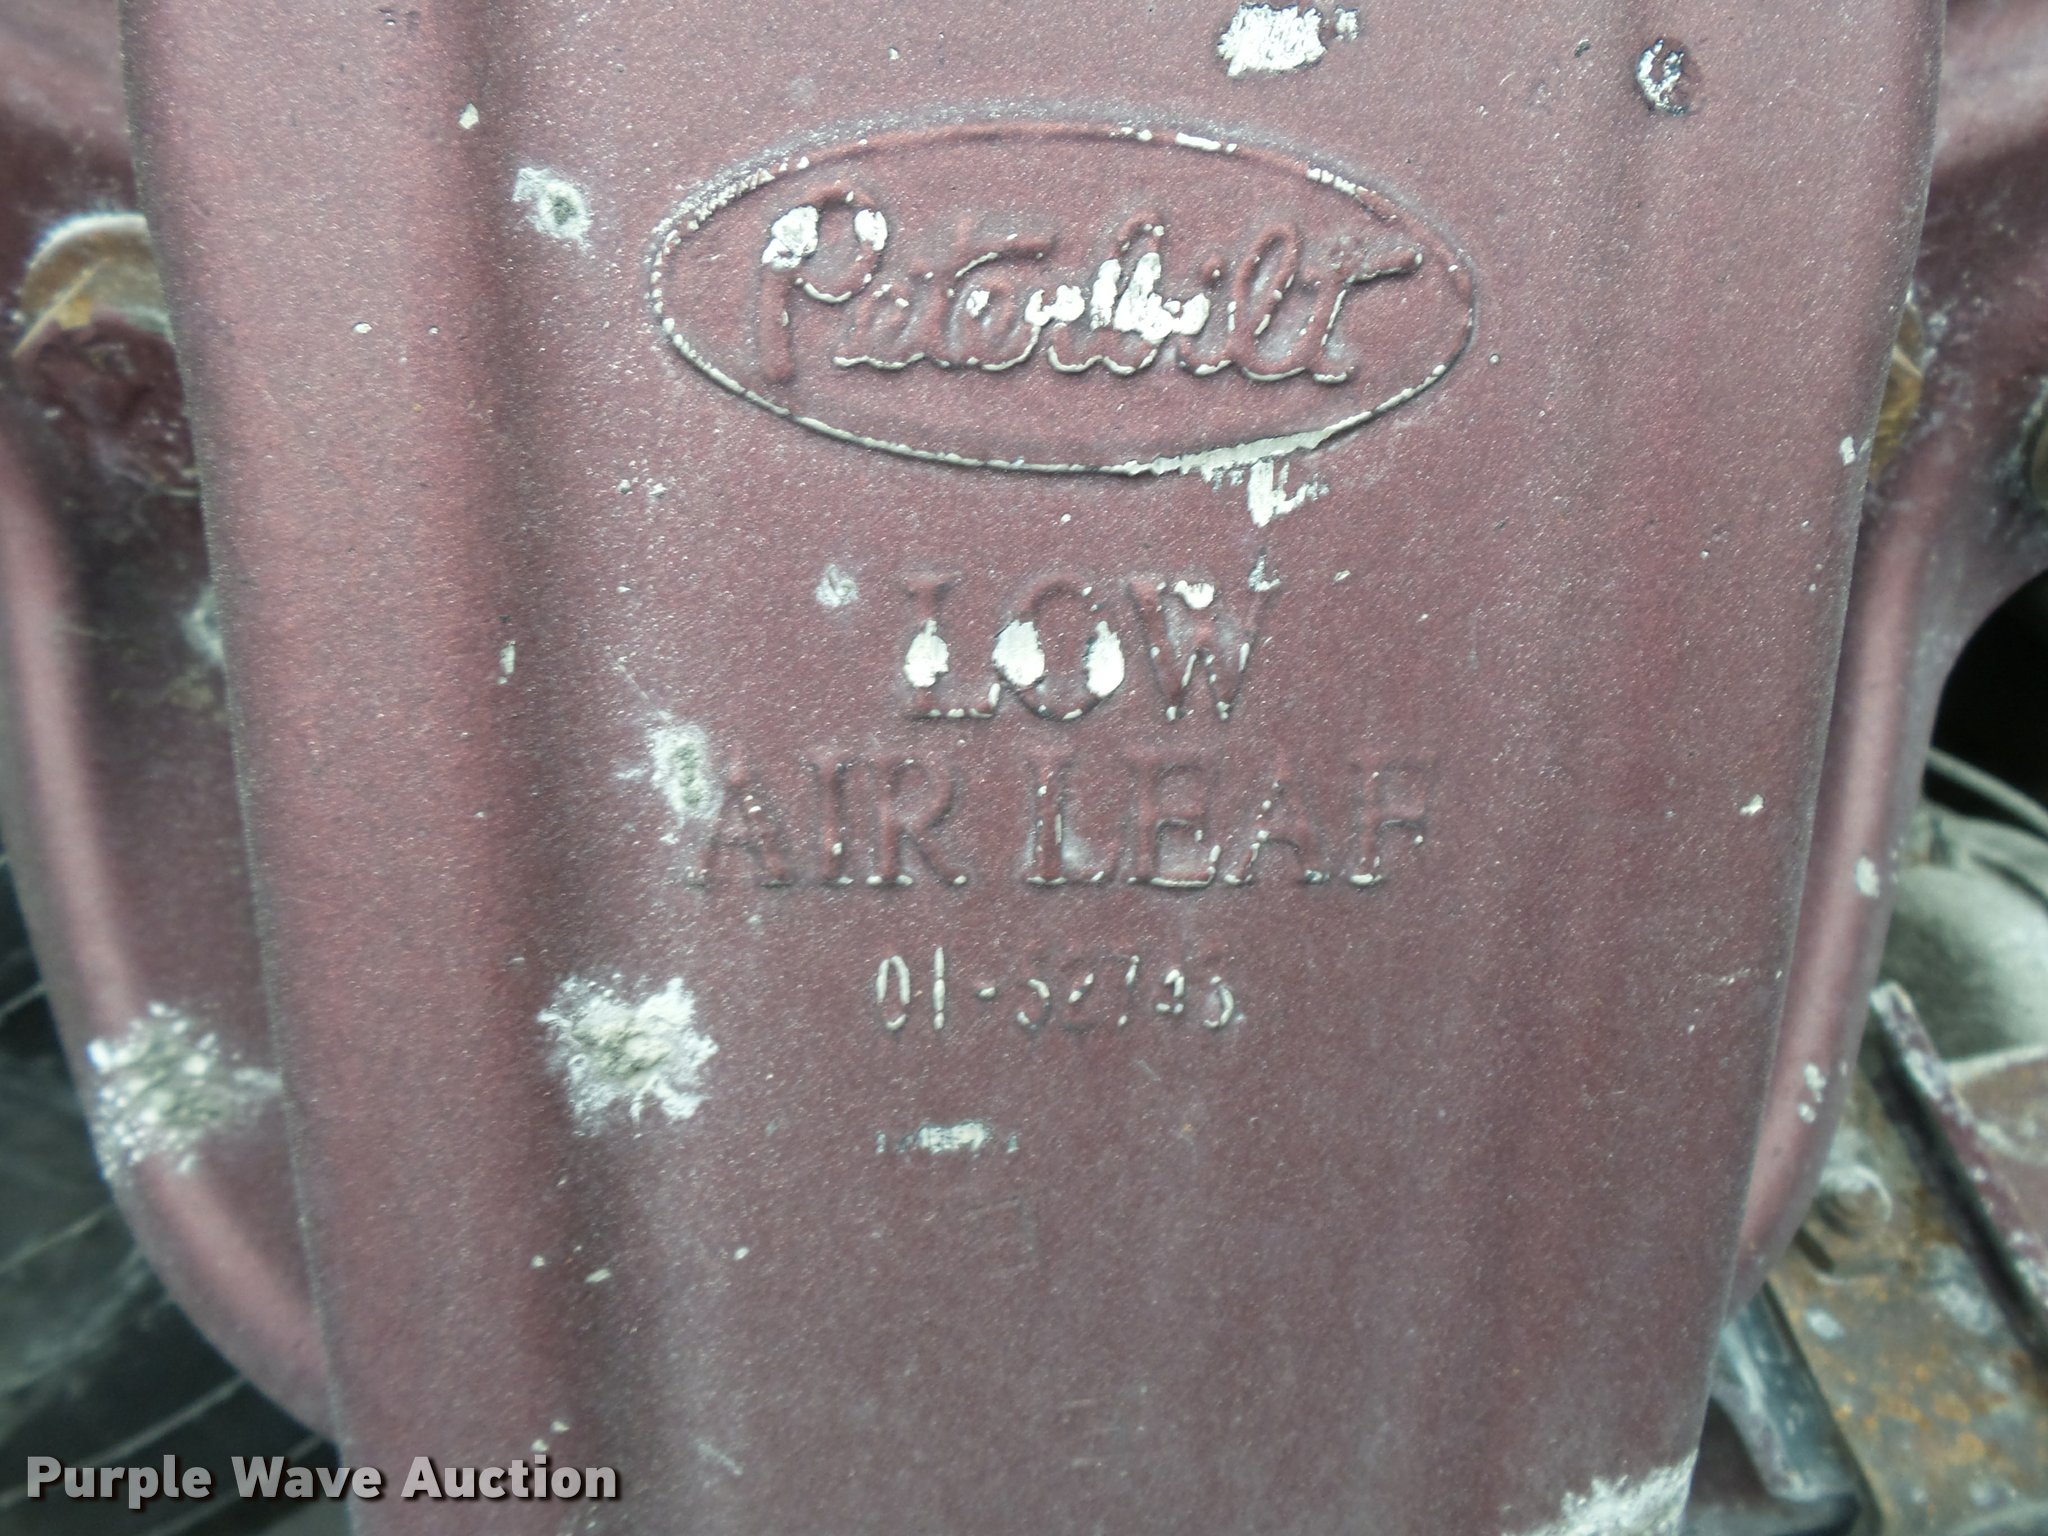 Peterbilt
LOW
AIR LEAF
Purple Wave Auction